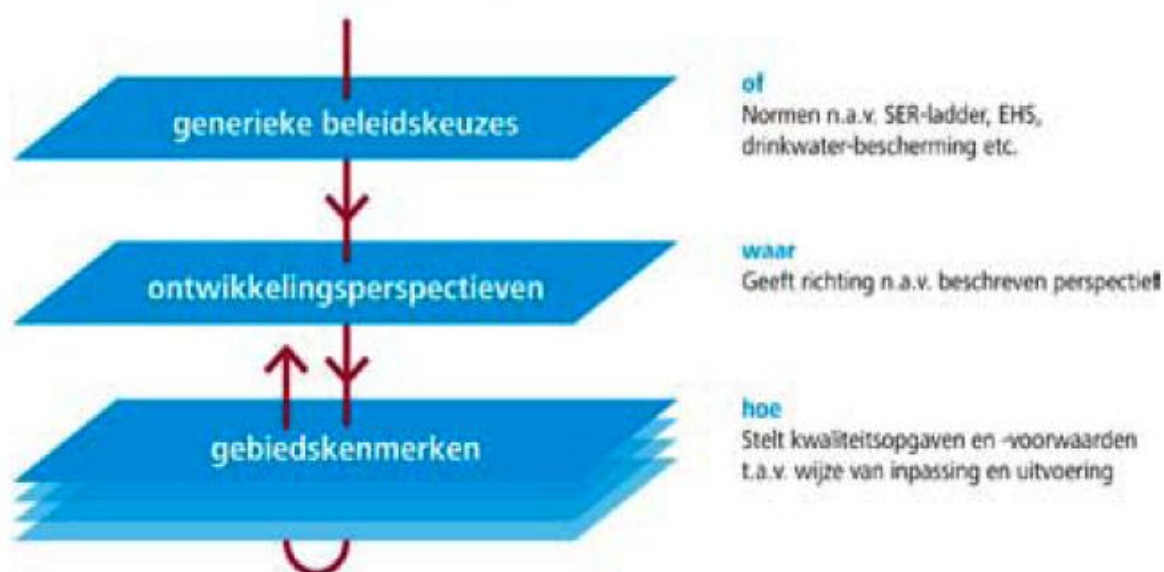 generieke beleidskeuzes
of
Normen n.a.v. SER-ladder, EHS,
drinkwater-bescherming etc.
ontwikkelingsperspectieven
waar
Geeft richting n.a.v. beschreven perspectief
gebiedskenmerken
hoe
Stelt kwaliteitsopgaven en -voorwaarden
t.a.v. wijze van inpassing en uitvoering